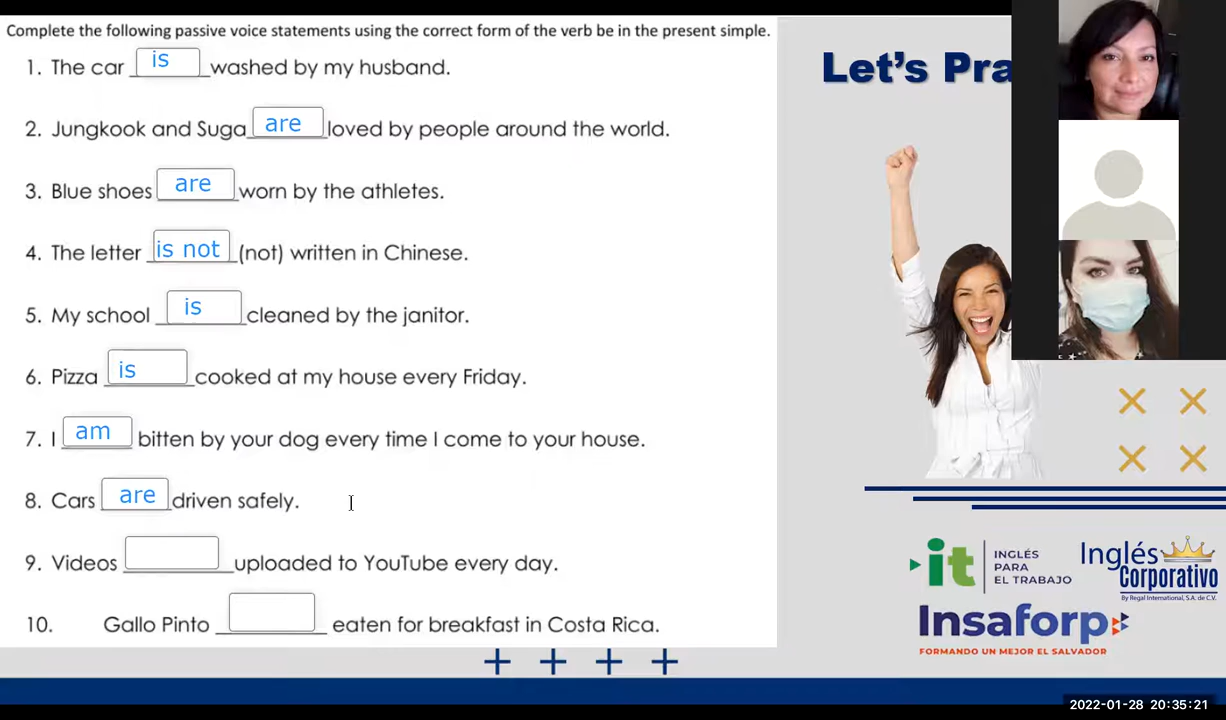 Complete the following passive voice statements using the correct form of the verb be in the present simple.
1. The car is washed by my husband.
2. Jungkook and Suga are loved by people around the world.
3. Blue shoes are worn by the athletes.
4. The letter is not (not) written in Chinese.
5. My school is cleaned by the janitor.
6. Pizza is cooked at my house every Friday.
7. I am bitten by your dog every time I come to your house.
8. Cars are driven safely.
9. Videos ________ uploaded to YouTube every day.
10. Gallo Pinto ________ eaten for breakfast in Costa Rica.
Let's Pra
it
INGLÉS
PARA
EL TRABAJO
Inglés
Corporativo
By Regal International, S.A. de C.V.
Insaforp
FORMANDO UN MEJOR EL SALVADOR
2022-01-28 20:35:21